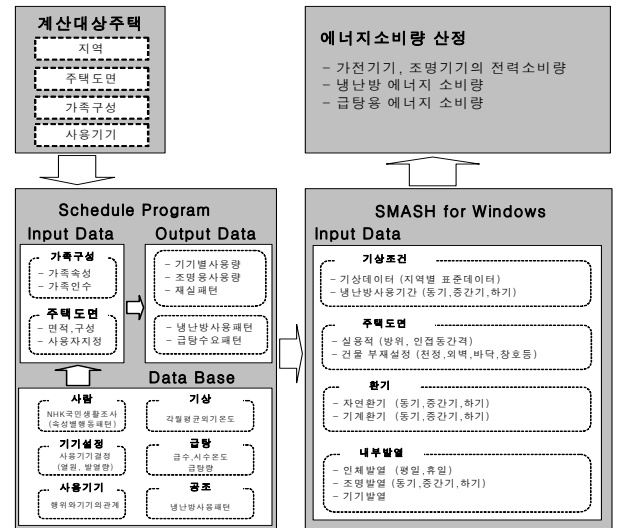 계산대상주택
지역
주택도면
가족구성
사용기기
에너지소비량 산정
– 가전기기, 조명기기의 전력소비량
– 냉난방 에너지 소비량
– 급탕용 에너지 소비량
Schedule Program
Input Data
가족구성
– 가족속성
– 가족인수
주택도면
– 면적,구성
– 사용자지정
Output Data
– 기기별사용량
– 조명용사용량
– 재실패턴
– 냉난방사용패턴
– 급탕수요패턴
Data Base
사람
NHK국민생활조사
(속성별행동패턴)
기상
각월평균외기온도
기기설정
사용기기결정
(열원, 발열량)
급탕
급수,시수온도
급탕량
사용기기
행위와기기의관계
공조
냉난방사용패턴
SMASH for Windows
Input Data
기상조건
– 기상데이터 (지역별 표준데이터)
– 냉난방사용기간 (동기,중간기,하기)
주택도면
– 실용적 (방위, 인접동간격)
– 건물 부재설정 (천정,외벽,바닥,창호등)
환기
– 자연환기 (동기,중간기,하기)
– 기계환기 (동기,중간기,하기)
내부발열
– 인체발열 (평일,휴일)
– 조명발열 (동기,중간기,하기)
– 기기발열